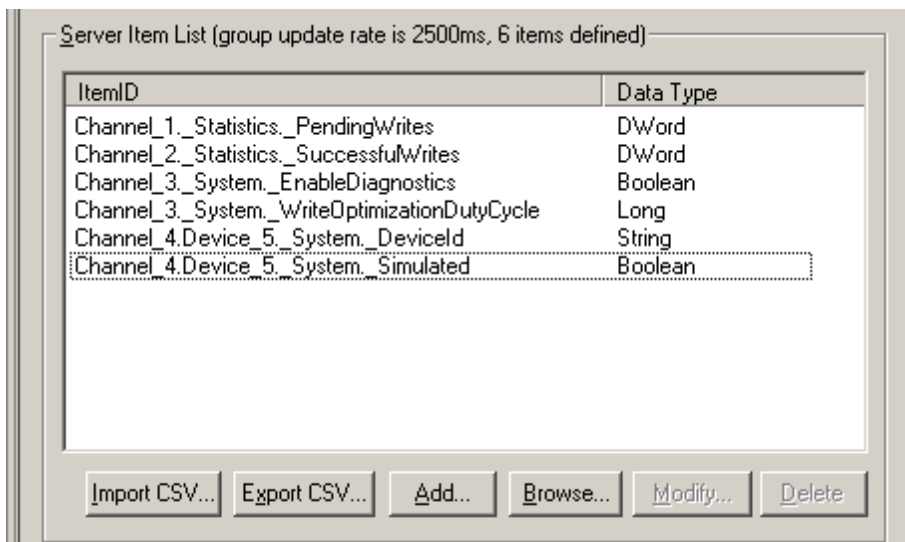 Server Item List (group update rate is 2500ms, 6 items defined)
ItemID Data Type
Channel_1._Statistics._PendingWrites DWord
Channel_2._Statistics._SuccessfulWrites DWord
Channel_3._System._EnableDiagnostics Boolean
Channel_3._System._WriteOptimizationDutyCycle Long
Channel_4.Device_5._System._DeviceId String
Channel_4.Device_5._System._Simulated Boolean
Import CSV... Export CSV... Add... Browse... Modify... Delete